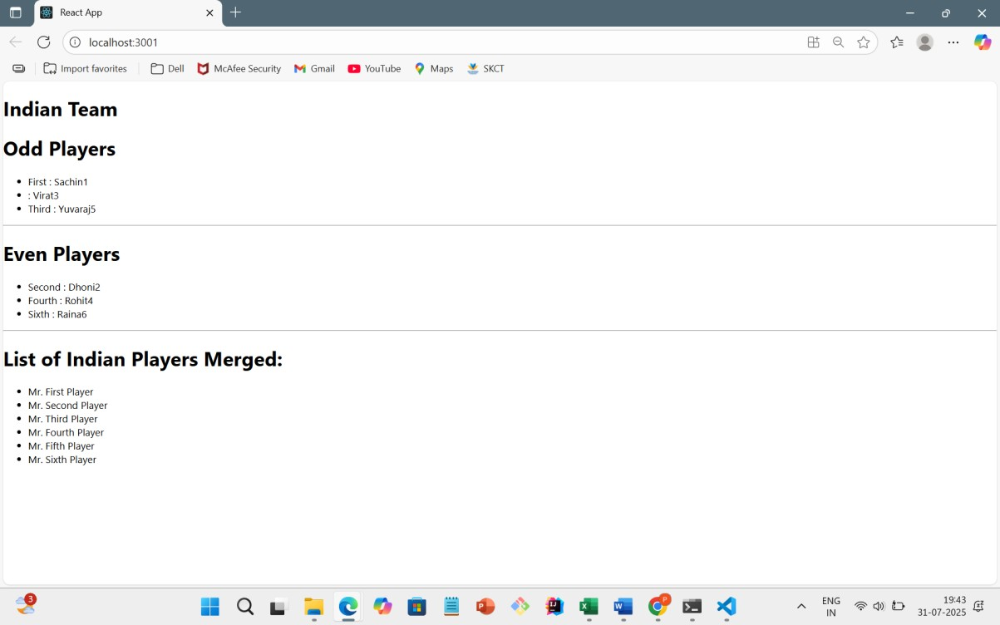 React App
localhost:3001
Import favorites
Dell
McAfee Security
Gmail
YouTube
Maps
SKCT
Indian Team
Odd Players
First : Sachin1
: Virat3
Third : Yuvaraj5
Even Players
Second : Dhoni2
Fourth : Rohit4
Sixth : Raina6
List of Indian Players Merged:
Mr. First Player
Mr. Second Player
Mr. Third Player
Mr. Fourth Player
Mr. Fifth Player
Mr. Sixth Player
3
P
IJ
X
W
P
ENG
IN
19:43
31-07-2025